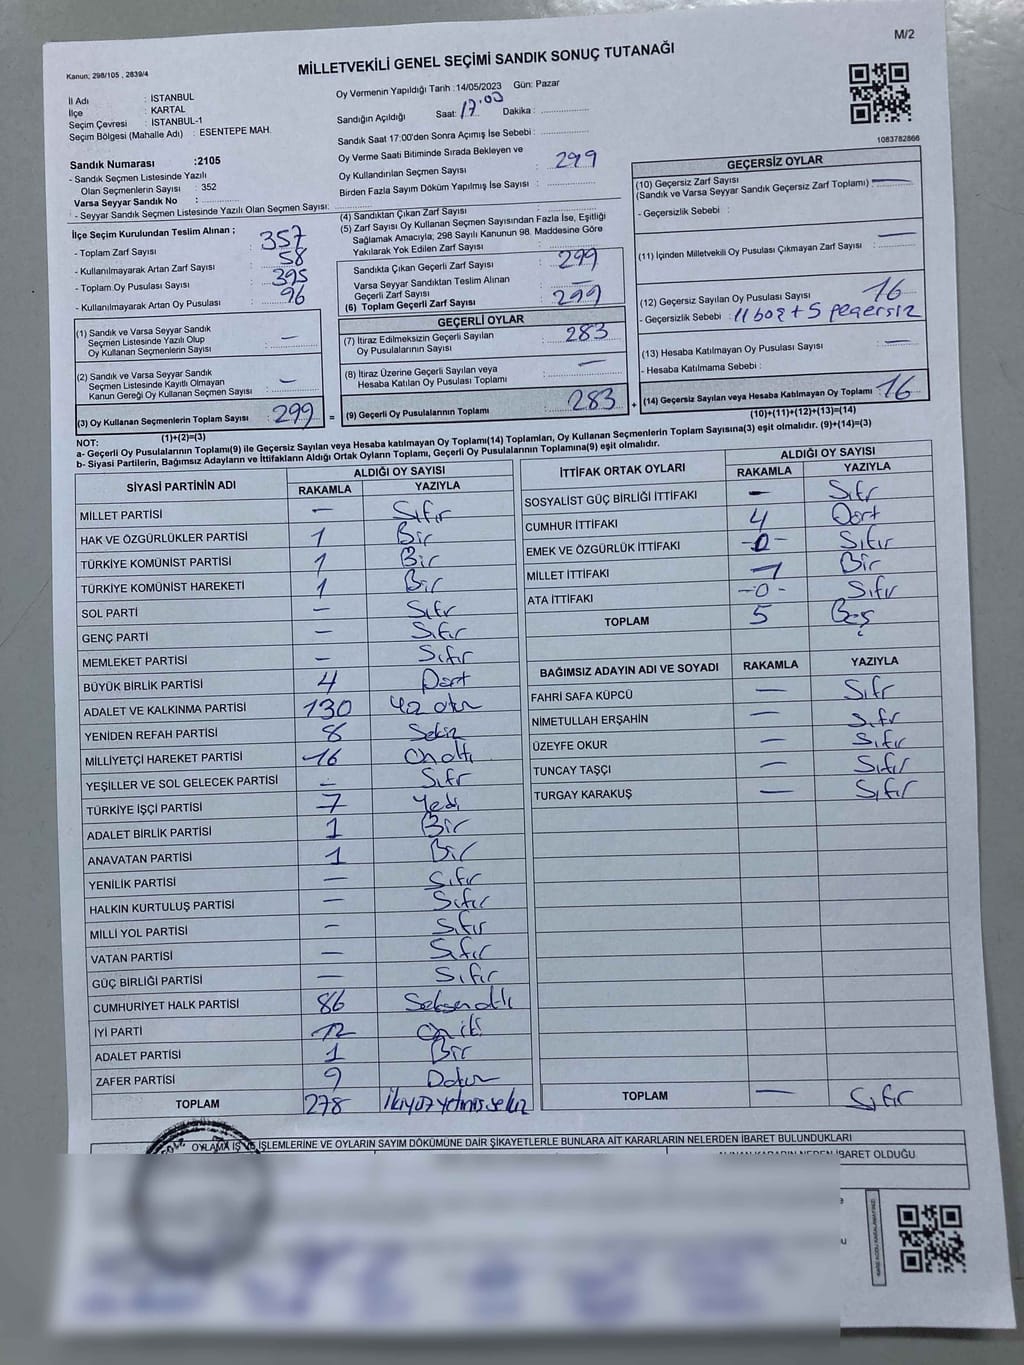 M/2
Kanun; 298/105 , 2839/4
MİLLETVEKİLİ GENEL SEÇİMİ SANDIK SONUÇ TUTANAĞI
İl Adı : İSTANBUL
İlçe : KARTAL
Seçim Çevresi : İSTANBUL-1
Seçim Bölgesi (Mahalle Adı) : ESENTEPE MAH.
Sandık Numarası :2105
- Sandık Seçmen Listesinde Yazılı
Olan Seçmenlerin Sayısı : 352
Varsa Seyyar Sandık No :
- Seyyar Sandık Seçmen Listesinde Yazılı Olan Seçmen Sayısı:
Oy Vermenin Yapıldığı Tarih :14/05/2023 Gün: Pazar
Sandığın Açıldığı Saat: 17:00 Dakika :
Sandık Saat 17:00'den Sonra Açımış İse Sebebi :
Oy Verme Saati Bitiminde Sırada Bekleyen ve
Oy Kullandırılan Seçmen Sayısı : 299
Birden Fazla Sayım Döküm Yapılmış İse Sayısı :
1083782866
İlçe Seçim Kurulundan Teslim Alınan ;
- Toplam Zarf Sayısı : 357
- Kullanılmayarak Artan Zarf Sayısı : 58
- Toplam Oy Pusulası Sayısı : 395
- Kullanılmayarak Artan Oy Pusulası : 96
(1) Sandık ve Varsa Seyyar Sandık
Seçmen Listesinde Yazılı Olup
Oy Kullanan Seçmenlerin Sayısı : —
(2) Sandık ve Varsa Seyyar Sandık
Seçmen Listesinde Kayıtlı Olmayan
Kanun Gereği Oy Kullanan Seçmen Sayısı : —
(3) Oy Kullanan Seçmenlerin Toplam Sayısı : 299 =
(1)+(2)=(3)
(4) Sandıktan Çıkan Zarf Sayısı :
(5) Zarf Sayısı Oy Kullanan Seçmen Sayısından Fazla İse, Eşitliği
Sağlamak Amacıyla; 298 Sayılı Kanunun 98. Maddesine Göre
Yakılarak Yok Edilen Zarf Sayısı :
Sandıkta Çıkan Geçerli Zarf Sayısı : 299
Varsa Seyyar Sandıktan Teslim Alınan
Geçerli Zarf Sayısı : —
(6) Toplam Geçerli Zarf Sayısı : 299
GEÇERLİ OYLAR
(7) İtiraz Edilmeksizin Geçerli Sayılan
Oy Pusulalarının Sayısı : 283
(8) İtiraz Üzerine Geçerli Sayılan veya
Hesaba Katılan Oy Pusulası Toplamı : —
(9) Geçerli Oy Pusulalarının Toplamı : 283 +
GEÇERSİZ OYLAR
(10) Geçersiz Zarf Sayısı
(Sandık ve Varsa Seyyar Sandık Geçersiz Zarf Toplamı) : —
- Geçersizlik Sebebi :
(11) İçinden Milletvekili Oy Pusulası Çıkmayan Zarf Sayısı : —
(12) Geçersiz Sayılan Oy Pusulası Sayısı : 16
- Geçersizlik Sebebi : 11 boş + 5 geçersiz
(13) Hesaba Katılmayan Oy Pusulası Sayısı : —
- Hesaba Katılmama Sebebi :
(14) Geçersiz Sayılan veya Hesaba Katılmayan Oy Toplamı : 16
(10)+(11)+(12)+(13)=(14)
NOT:
a- Geçerli Oy Pusulalarının Toplamı(9) ile Geçersiz Sayılan veya Hesaba katılmayan Oy Toplamı(14) Toplamları, Oy Kullanan Seçmenlerin Toplam Sayısına(3) eşit olmalıdır. (9)+(14)=(3)
b- Siyasi Partilerin, Bağımsız Adayların ve İttifakların Aldığı Ortak Oyların Toplamı, Geçerli Oy Pusulalarının Toplamına(9) eşit olmalıdır.
SİYASİ PARTİNİN ADI ALDIĞI OY SAYISI
RAKAMLA YAZIYLA
MİLLET PARTİSİ — Sıfır
HAK VE ÖZGÜRLÜKLER PARTİSİ 1 Bir
TÜRKİYE KOMÜNİST PARTİSİ 1 Bir
TÜRKİYE KOMÜNİST HAREKETİ 1 Bir
SOL PARTİ — Sıfır
GENÇ PARTİ — Sıfır
MEMLEKET PARTİSİ — Sıfır
BÜYÜK BİRLİK PARTİSİ 4 Dört
ADALET VE KALKINMA PARTİSİ 130 Yüz otuz
YENİDEN REFAH PARTİSİ 8 Sekiz
MİLLİYETÇİ HAREKET PARTİSİ 16 On altı
YEŞİLLER VE SOL GELECEK PARTİSİ — Sıfır
TÜRKİYE İŞÇİ PARTİSİ 7 Yedi
ADALET BİRLİK PARTİSİ 1 Bir
ANAVATAN PARTİSİ 1 Bir
YENİLİK PARTİSİ — Sıfır
HALKIN KURTULUŞ PARTİSİ — Sıfır
MİLLİ YOL PARTİSİ — Sıfır
VATAN PARTİSİ — Sıfır
GÜÇ BİRLİĞİ PARTİSİ — Sıfır
CUMHURİYET HALK PARTİSİ 86 Seksen altı
İYİ PARTİ 12 On iki
ADALET PARTİSİ 1 Bir
ZAFER PARTİSİ 9 Dokuz
TOPLAM 278 İkiyüzyetmişsekiz
İTTİFAK ORTAK OYLARI ALDIĞI OY SAYISI
RAKAMLA YAZIYLA
SOSYALİST GÜÇ BİRLİĞİ İTTİFAKI — Sıfır
CUMHUR İTTİFAKI 4 Dört
EMEK VE ÖZGÜRLÜK İTTİFAKI -0- Sıfır
MİLLET İTTİFAKI 1 Bir
ATA İTTİFAKI -0- Sıfır
TOPLAM 5 Beş
BAĞIMSIZ ADAYIN ADI VE SOYADI RAKAMLA YAZIYLA
FAHRİ SAFA KÜPCÜ — Sıfır
NİMETULLAH ERŞAHİN — Sıfır
ÜZEYFE OKUR — Sıfır
TUNCAY TAŞÇI — Sıfır
TURGAY KARAKUŞ — Sıfır
TOPLAM — Sıfır
OYLAMA İŞ VE İŞLEMLERİNE VE OYLARIN SAYIM DÖKÜMÜNE DAİR ŞİKAYETLERLE BUNLARA AİT KARARLARIN NELERDEN İBARET BULUNDUKLARI
ALINAN KARARIN NEDEN İBARET OLDUĞU